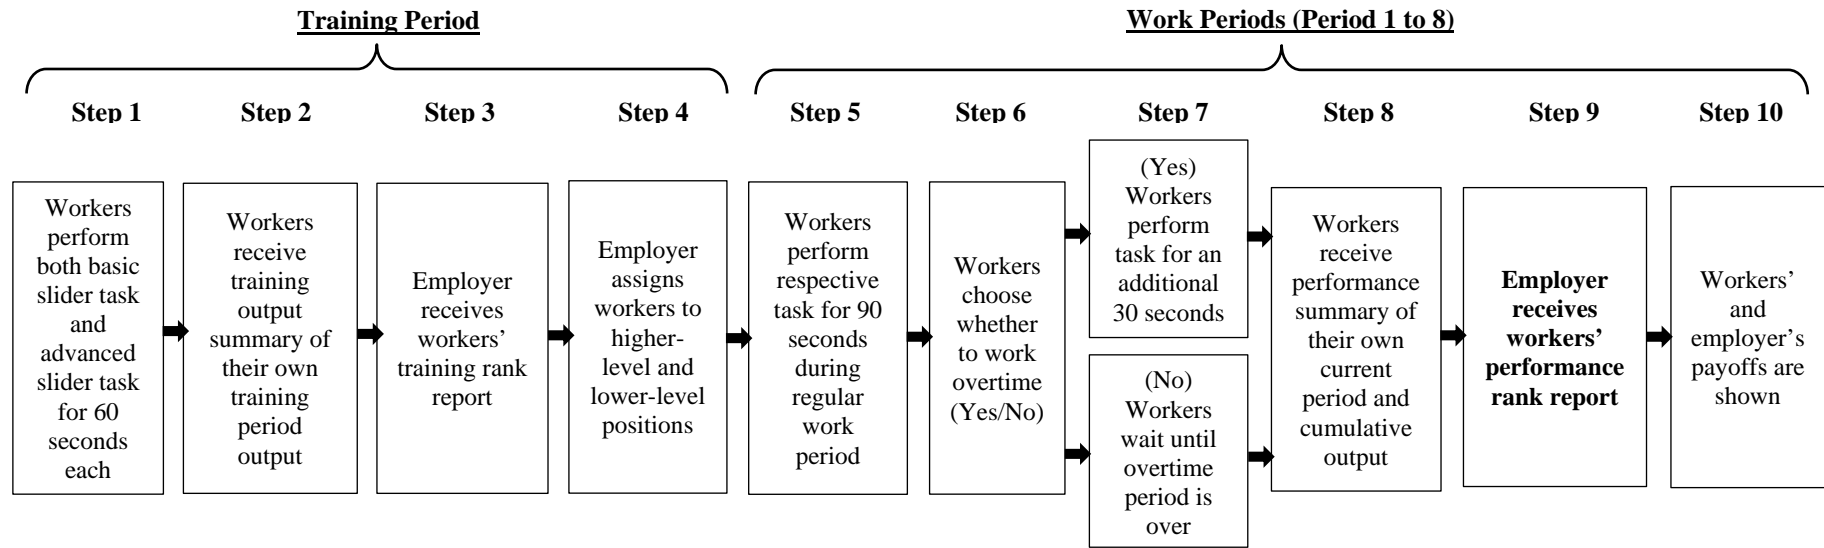 Training Period
Work Periods (Period 1 to 8)
Step 1
Step 2
Step 3
Step 4
Step 5
Step 6
Step 7
Step 8
Step 9
Step 10
Workers
perform
both basic
slider task
and
advanced
slider task
for 60
seconds
each
Workers
receive
training
output
summary of
their own
training
period
output
Employer
receives
workers’
training rank
report
Employer
assigns
workers to
higher-
level and
lower-level
positions
Workers
perform
respective
task for 90
seconds
during
regular
work
period
Workers
choose
whether
to work
overtime
(Yes/No)
(Yes)
Workers
perform
task for an
additional
30 seconds
(No)
Workers
wait until
overtime
period is
over
Workers
receive
performance
summary of
their own
current
period and
cumulative
output
Employer
receives
workers’
performance
rank report
Workers’
and
employer’s
payoffs are
shown